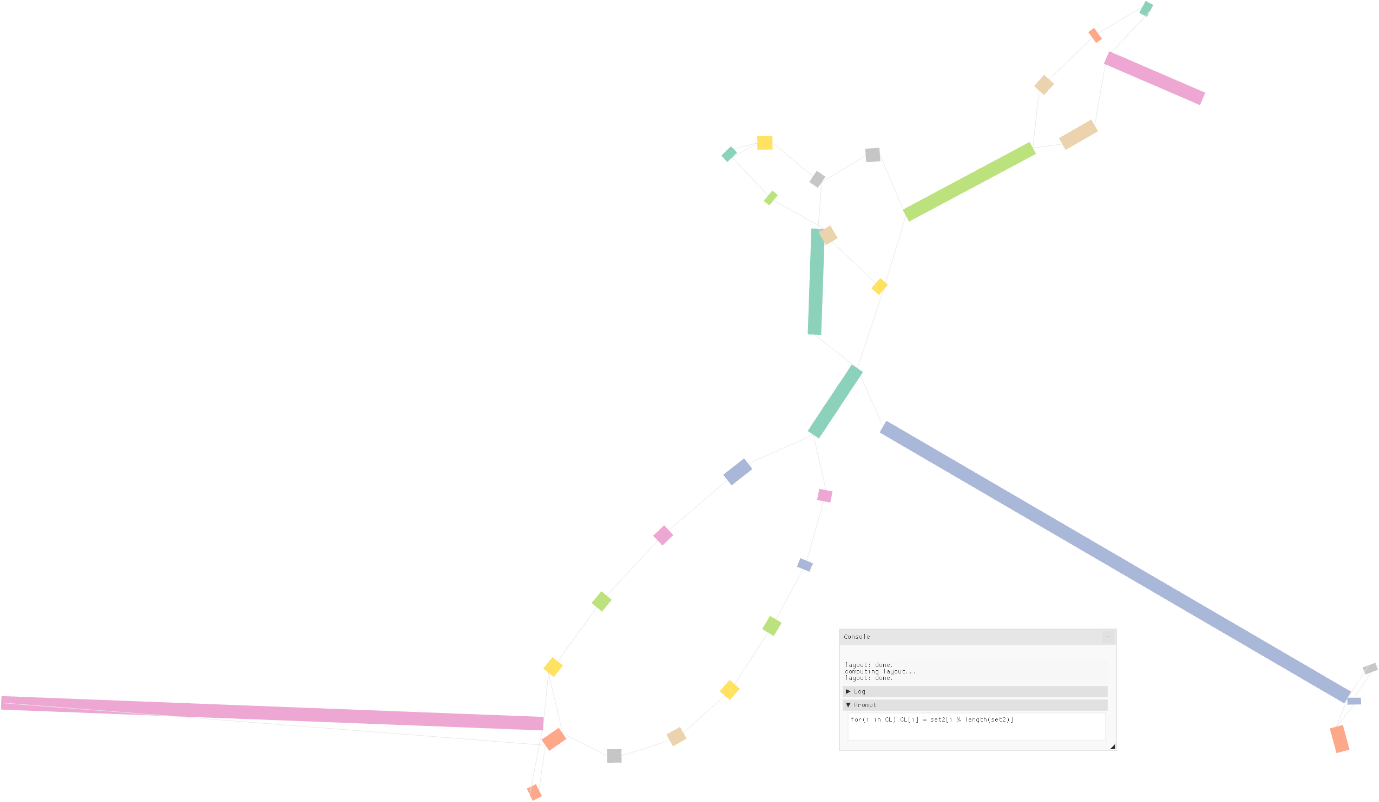 Console
layout: done.
computing layout...
layout: done.
▶ Log
▼ Prompt
for(i in CL) CL[i] = set2[i % length(set2)]